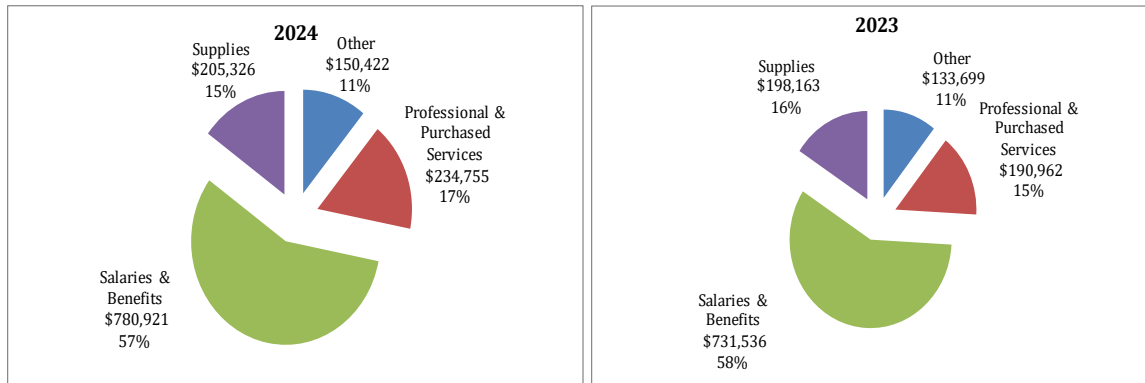 2024
Supplies
$205,326
15%
Other
$150,422
11%
Professional &
Purchased
Services
$234,755
17%
Salaries &
Benefits
$780,921
57%
2023
Supplies
$198,163
16%
Other
$133,699
11%
Professional &
Purchased
Services
$190,962
15%
Salaries &
Benefits
$731,536
58%